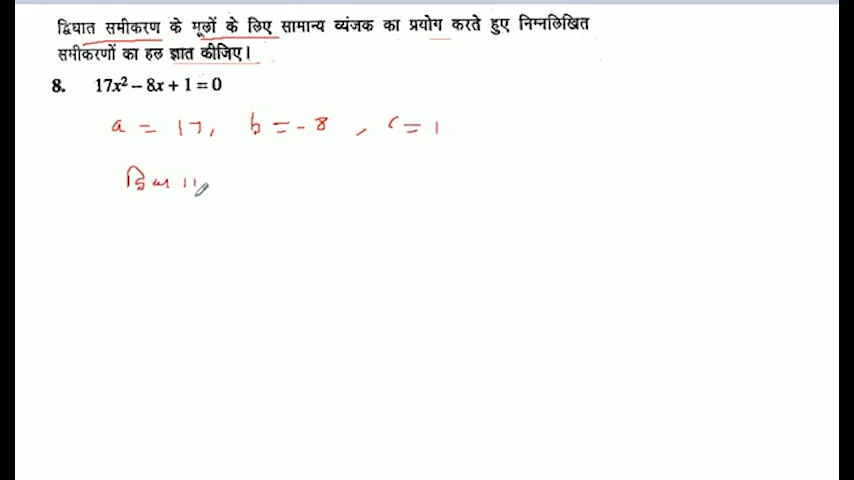 द्विघात समीकरण के मूलों के लिए सामान्य व्यंजक का प्रयोग करते हुए निम्नलिखित
समीकरणों का हल ज्ञात कीजिए।
8. 17x² – 8x + 1 = 0
a = 17, b = - 8, c = 1